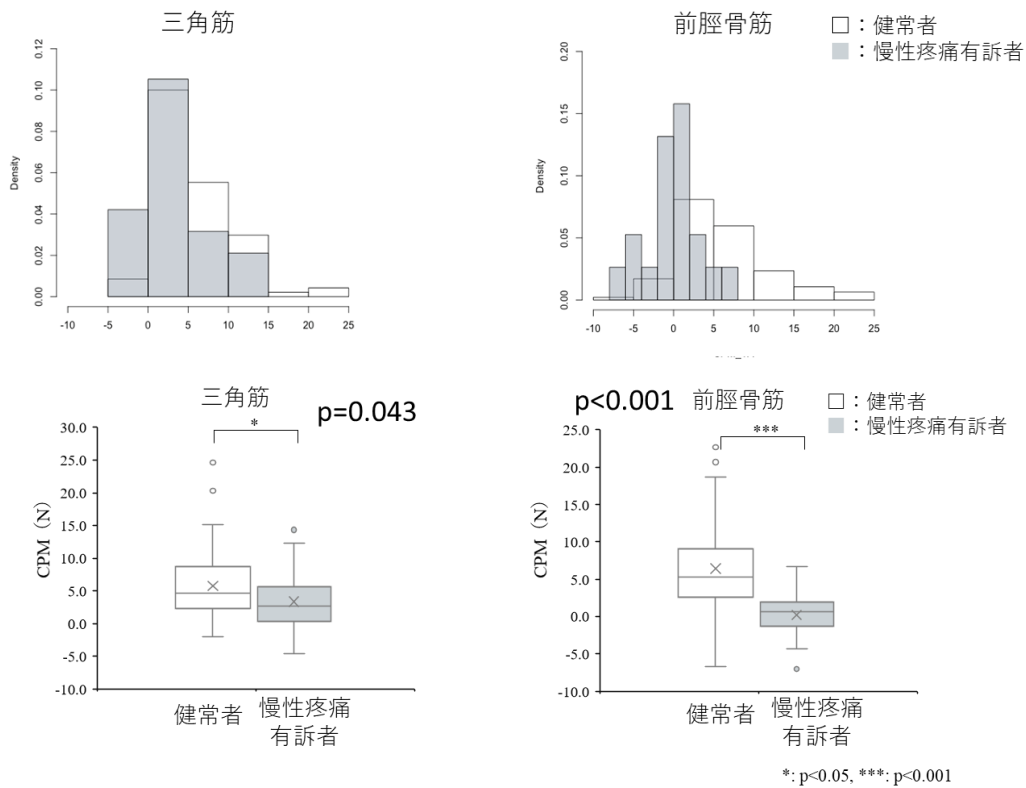 三角筋
前脛骨筋
□：健常者
■：慢性疼痛有訴者
Density
0.12
0.10
0.08
0.06
0.04
0.02
0.00
-10 -5 0 5 10 15 20 25
Density
0.20
0.15
0.10
0.05
0.00
-10 -5 0 5 10 15 20 25
三角筋
p=0.043
*
CPM（N）
30.0
25.0
20.0
15.0
10.0
5.0
0.0
-5.0
-10.0
健常者
慢性疼痛
有訴者
p<0.001 前脛骨筋
□：健常者
■：慢性疼痛有訴者
***
CPM（N）
25.0
20.0
15.0
10.0
5.0
0.0
-5.0
-10.0
健常者
慢性疼痛
有訴者
*: p<0.05, ***: p<0.001